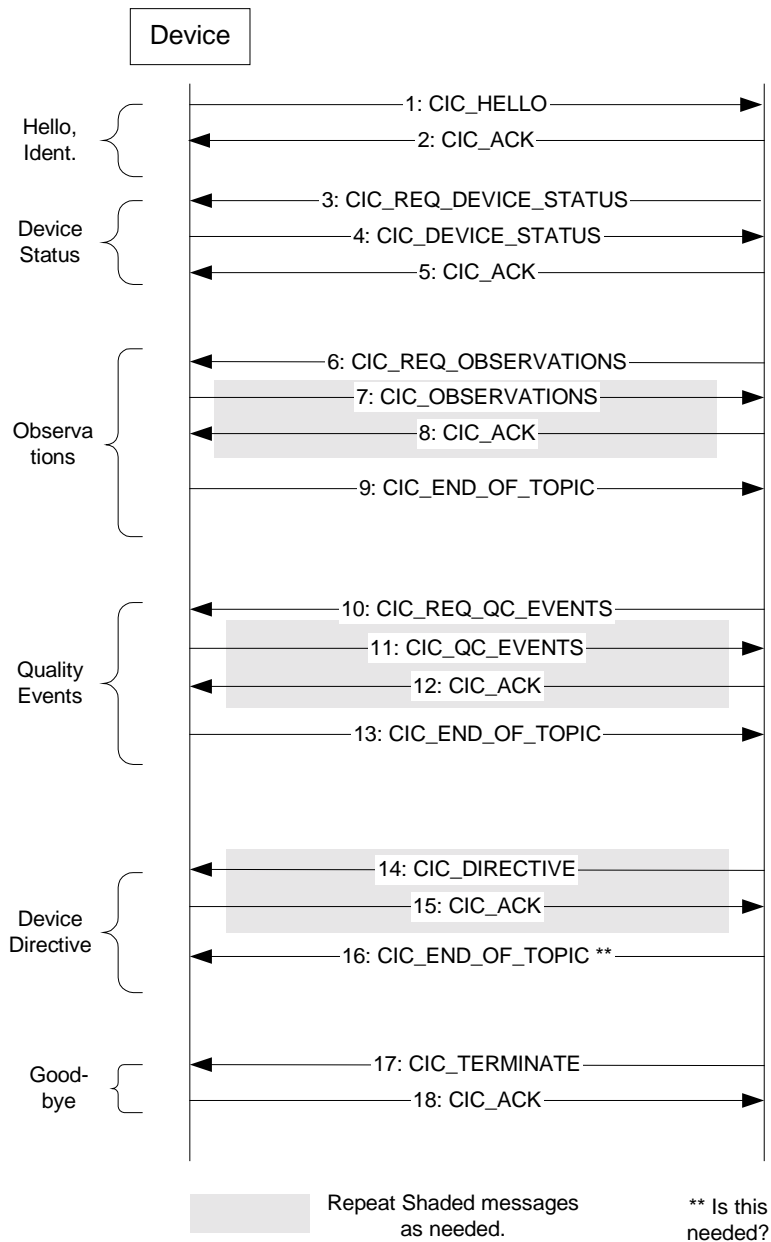 Device
Hello,
Ident.
1: CIC_HELLO
2: CIC_ACK
Device
Status
3: CIC_REQ_DEVICE_STATUS
4: CIC_DEVICE_STATUS
5: CIC_ACK
Observa
tions
6: CIC_REQ_OBSERVATIONS
7: CIC_OBSERVATIONS
8: CIC_ACK
9: CIC_END_OF_TOPIC
Quality
Events
10: CIC_REQ_QC_EVENTS
11: CIC_QC_EVENTS
12: CIC_ACK
13: CIC_END_OF_TOPIC
Device
Directive
14: CIC_DIRECTIVE
15: CIC_ACK
16: CIC_END_OF_TOPIC **
Good-
bye
17: CIC_TERMINATE
18: CIC_ACK
Repeat Shaded messages
as needed.
** Is this
needed?